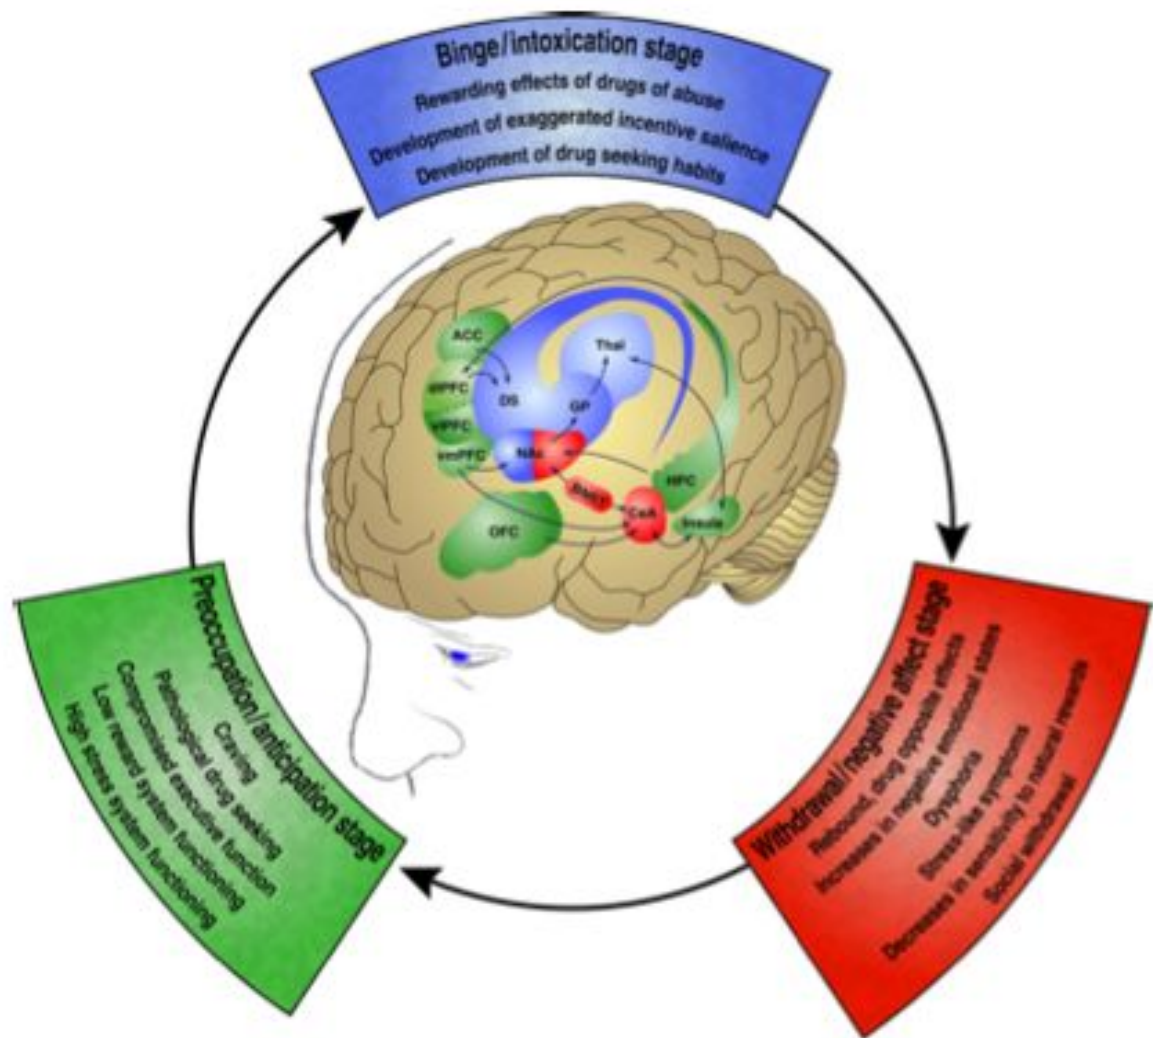 Binge/intoxication stage
Rewarding effects of drugs of abuse
Development of exaggerated incentive salience
Development of drug seeking habits
ACC
Thal
dlPFC
DS
GP
vlPFC
vmPFC
NAc
HPC
BNST
CeA
Insula
OFC
Withdrawal/negative affect stage
Rebound, drug opposite effects
Increases in negative emotional states
Dysphoria
Stress-like symptoms
Decreases in sensitivity to natural rewards
Social withdrawal
Preoccupation/anticipation stage
Craving
Pathological drug seeking
Compromised executive function
Low reward system functioning
High stress system functioning